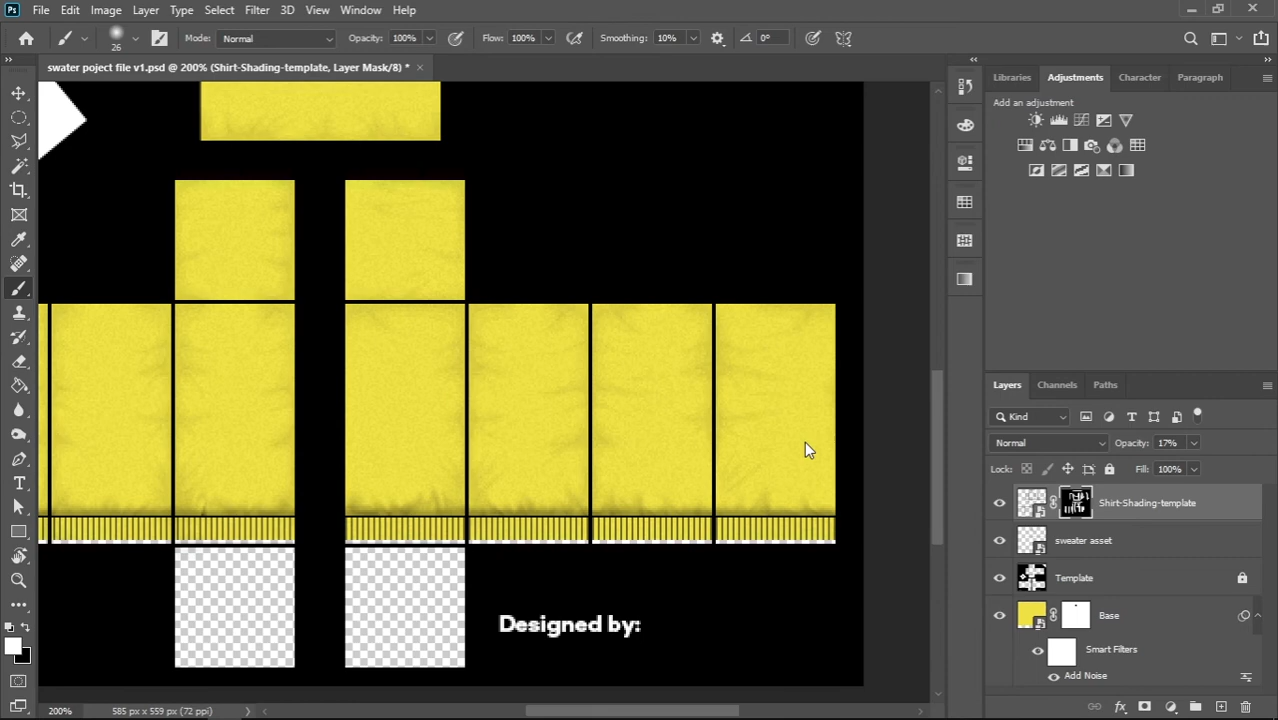 Ps File Edit Image Layer Type Select Filter 3D View Window Help
26 Mode: Normal Opacity: 100% Flow: 100% Smoothing: 10% 0°
swater poject file v1.psd @ 200% (Shirt-Shading-template, Layer Mask/8) *
Libraries Adjustments Character Paragraph
Add an adjustment
Layers Channels Paths
Kind
Normal Opacity: 17%
Lock: Fill: 100%
Shirt-Shading-template
sweater asset
Template
Base
Smart Filters
Add Noise
Designed by:
200% 585 px x 559 px (72 ppi)